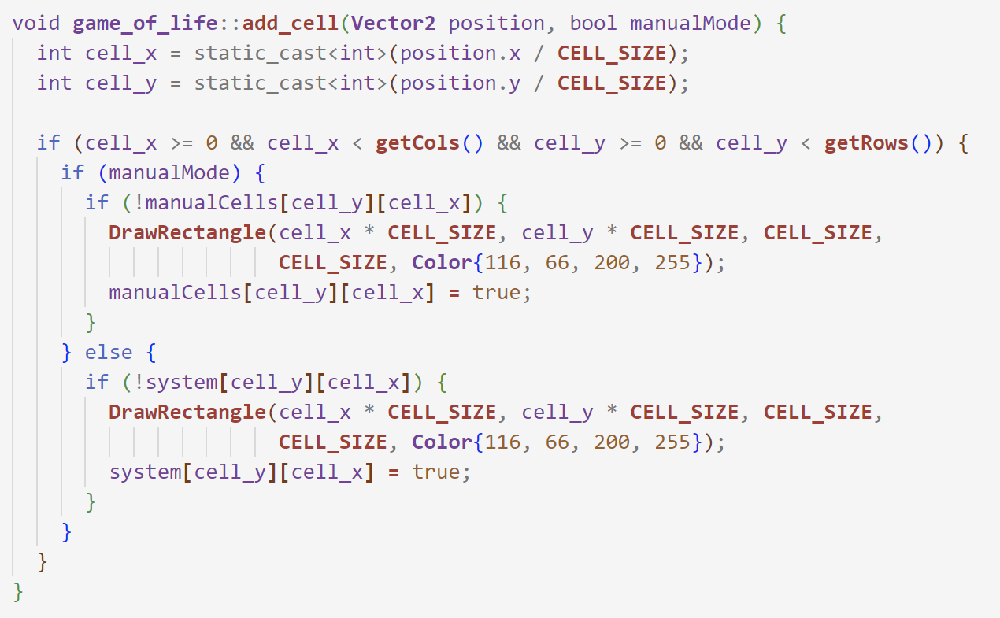 void game_of_life::add_cell(Vector2 position, bool manualMode) {
  int cell_x = static_cast<int>(position.x / CELL_SIZE);
  int cell_y = static_cast<int>(position.y / CELL_SIZE);

  if (cell_x >= 0 && cell_x < getCols() && cell_y >= 0 && cell_y < getRows()) {
    if (manualMode) {
      if (!manualCells[cell_y][cell_x]) {
        DrawRectangle(cell_x * CELL_SIZE, cell_y * CELL_SIZE, CELL_SIZE,
                      CELL_SIZE, Color{116, 66, 200, 255});
        manualCells[cell_y][cell_x] = true;
      }
    } else {
      if (!system[cell_y][cell_x]) {
        DrawRectangle(cell_x * CELL_SIZE, cell_y * CELL_SIZE, CELL_SIZE,
                      CELL_SIZE, Color{116, 66, 200, 255});
        system[cell_y][cell_x] = true;
      }
    }
  }
}